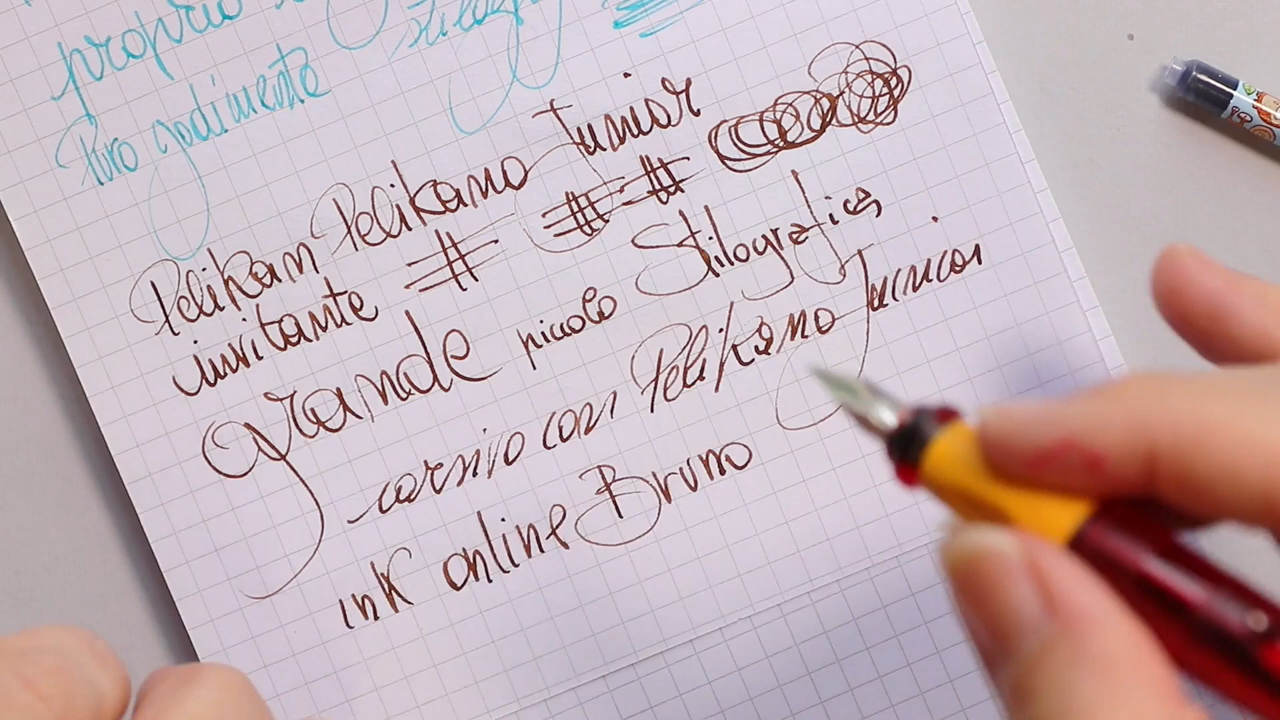 proprio
Puro godimento
Pelikan Pelikano Junior
invitante
grande piccolo Stilografica
corsivo con Pelikano Junior
ink online Bruno